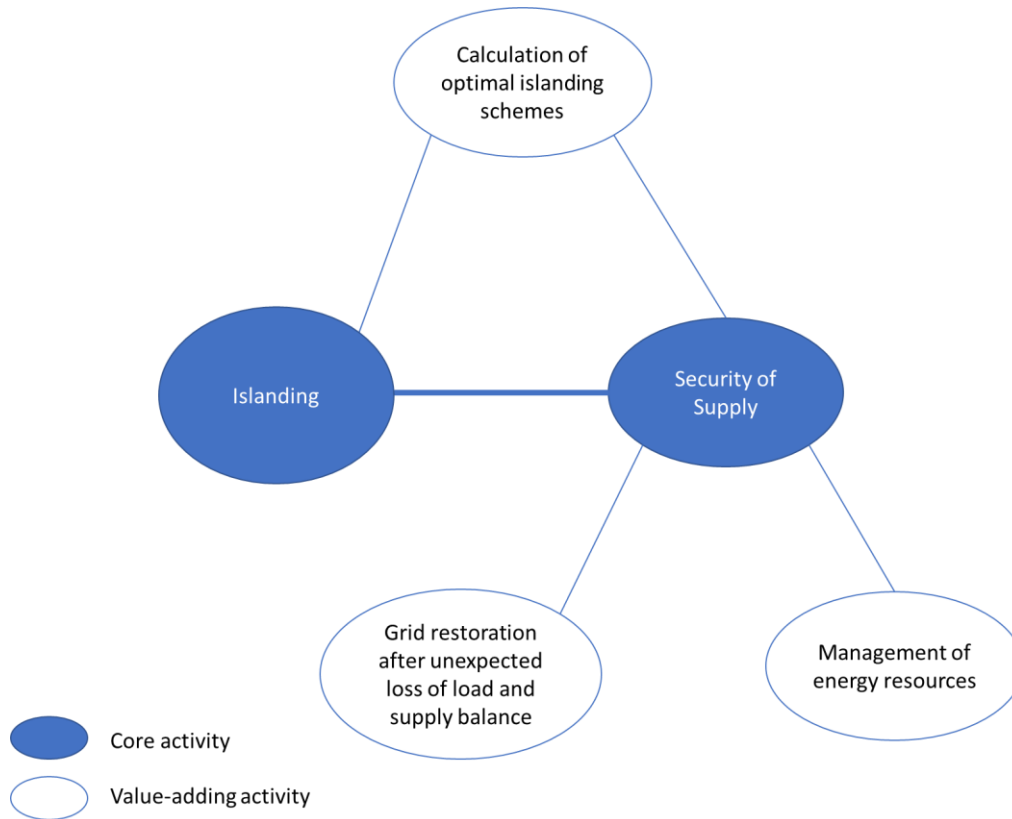 Calculation of
optimal islanding
schemes
Islanding
Security of
Supply
Grid restoration
after unexpected
loss of load and
supply balance
Management of
energy resources
Core activity
Value-adding activity